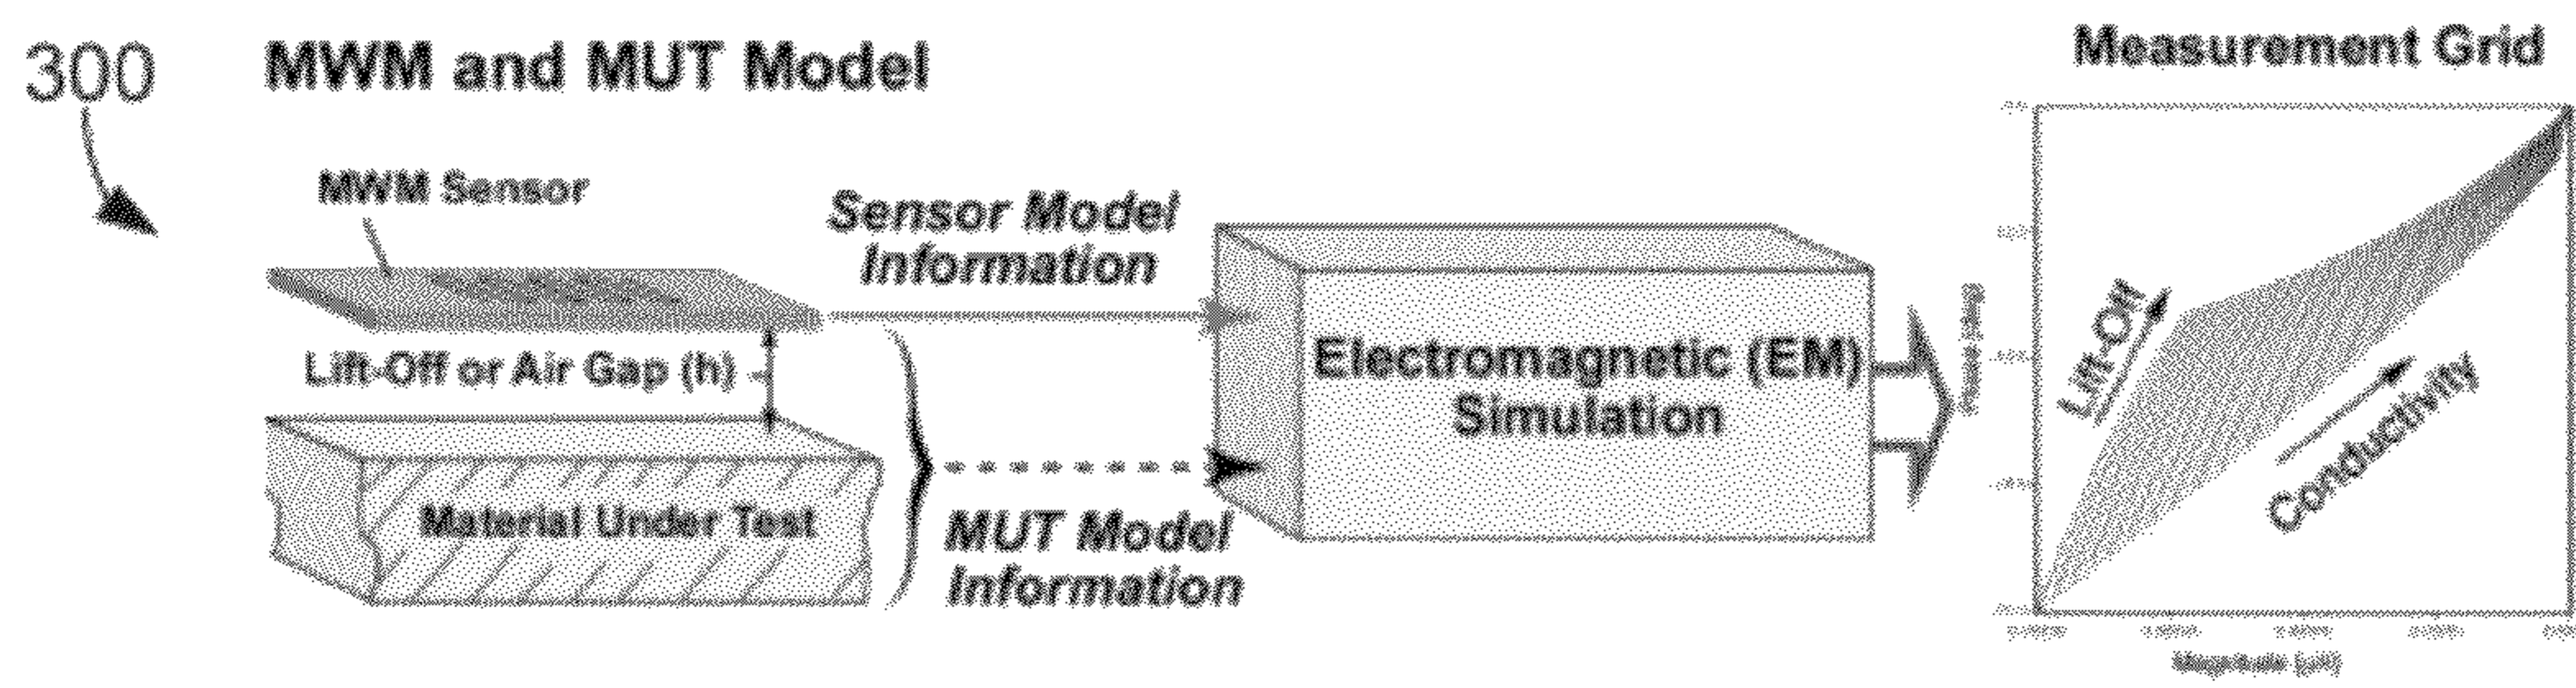 300
MWM and MUT Model
Measurement Grid
MWM Sensor
Sensor Model
Information
Lift-Off or Air Gap (h)
Electromagnetic (EM)
Simulation
Lift-Off
Conductivity
Material Under Test
MUT Model
Information